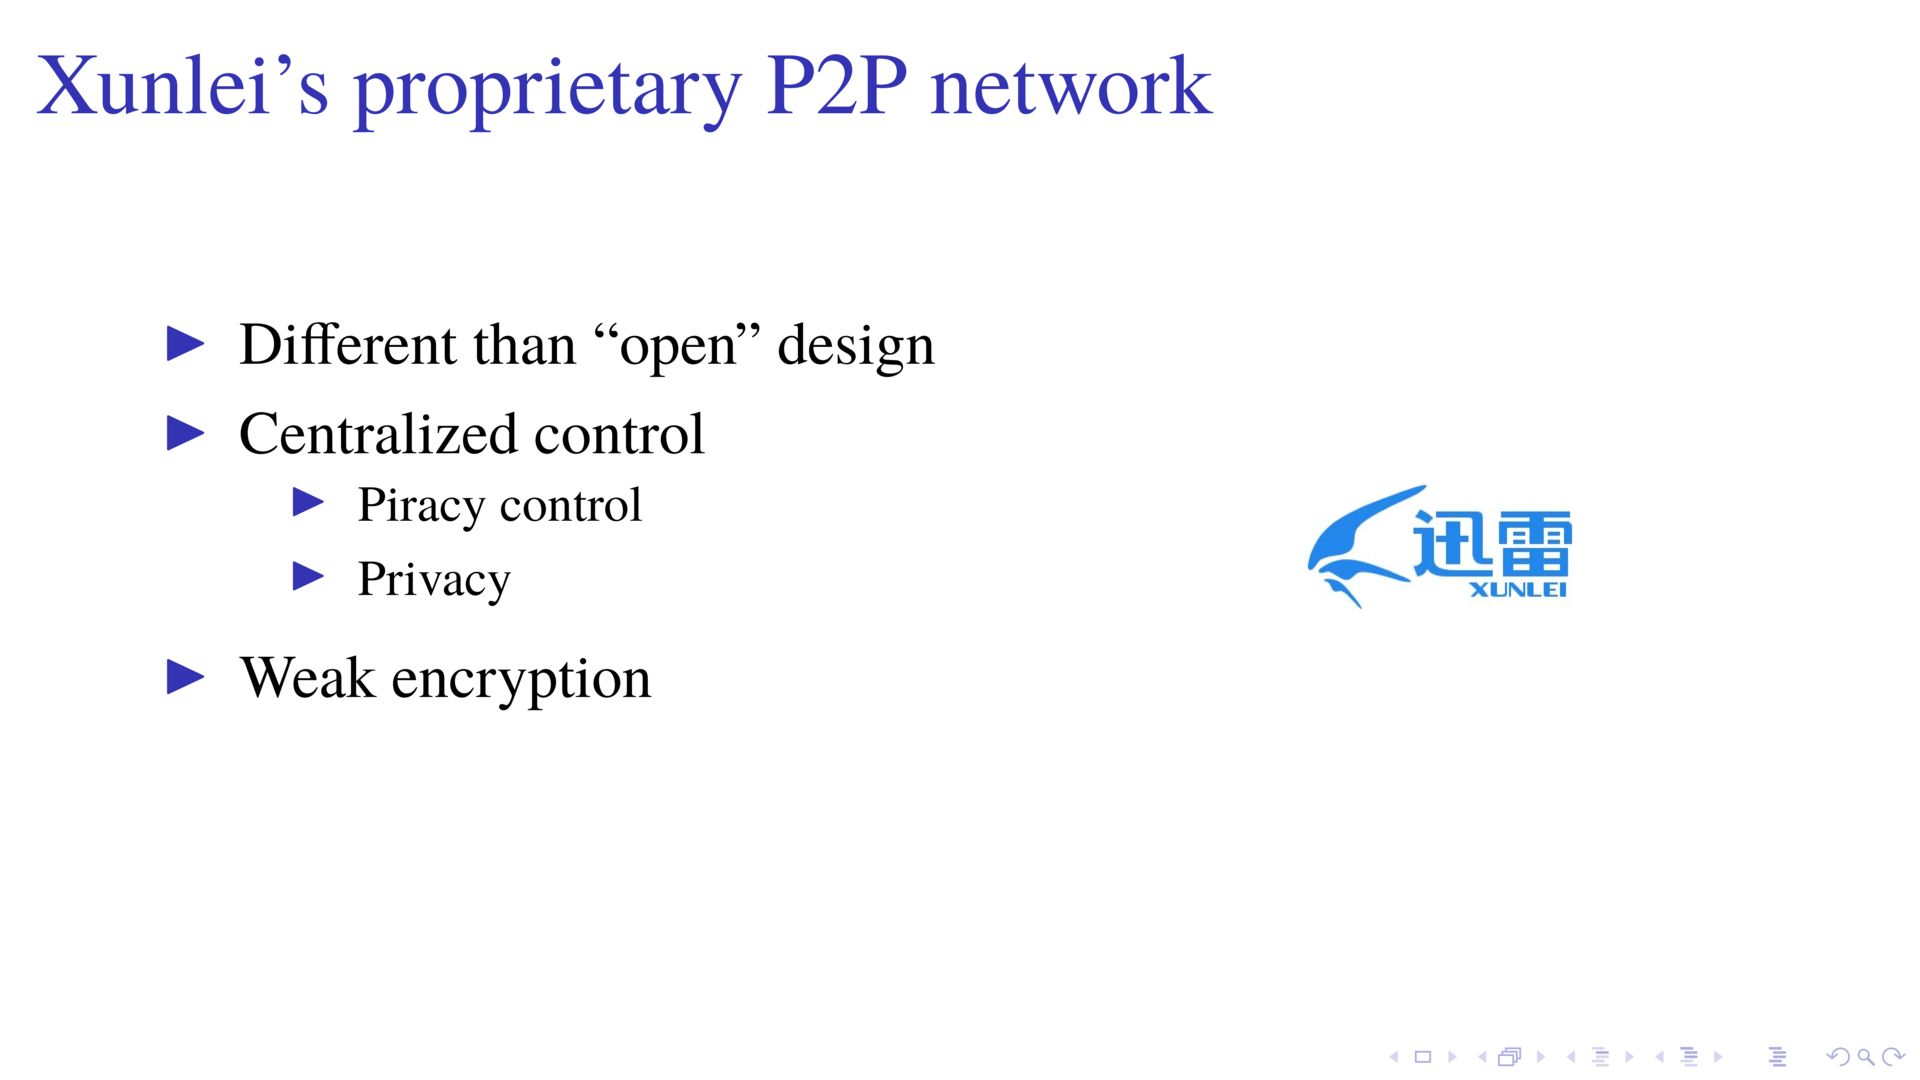 Xunlei’s proprietary P2P network
Different than “open” design
Centralized control
Piracy control
Privacy
Weak encryption
迅雷
XUNLEI